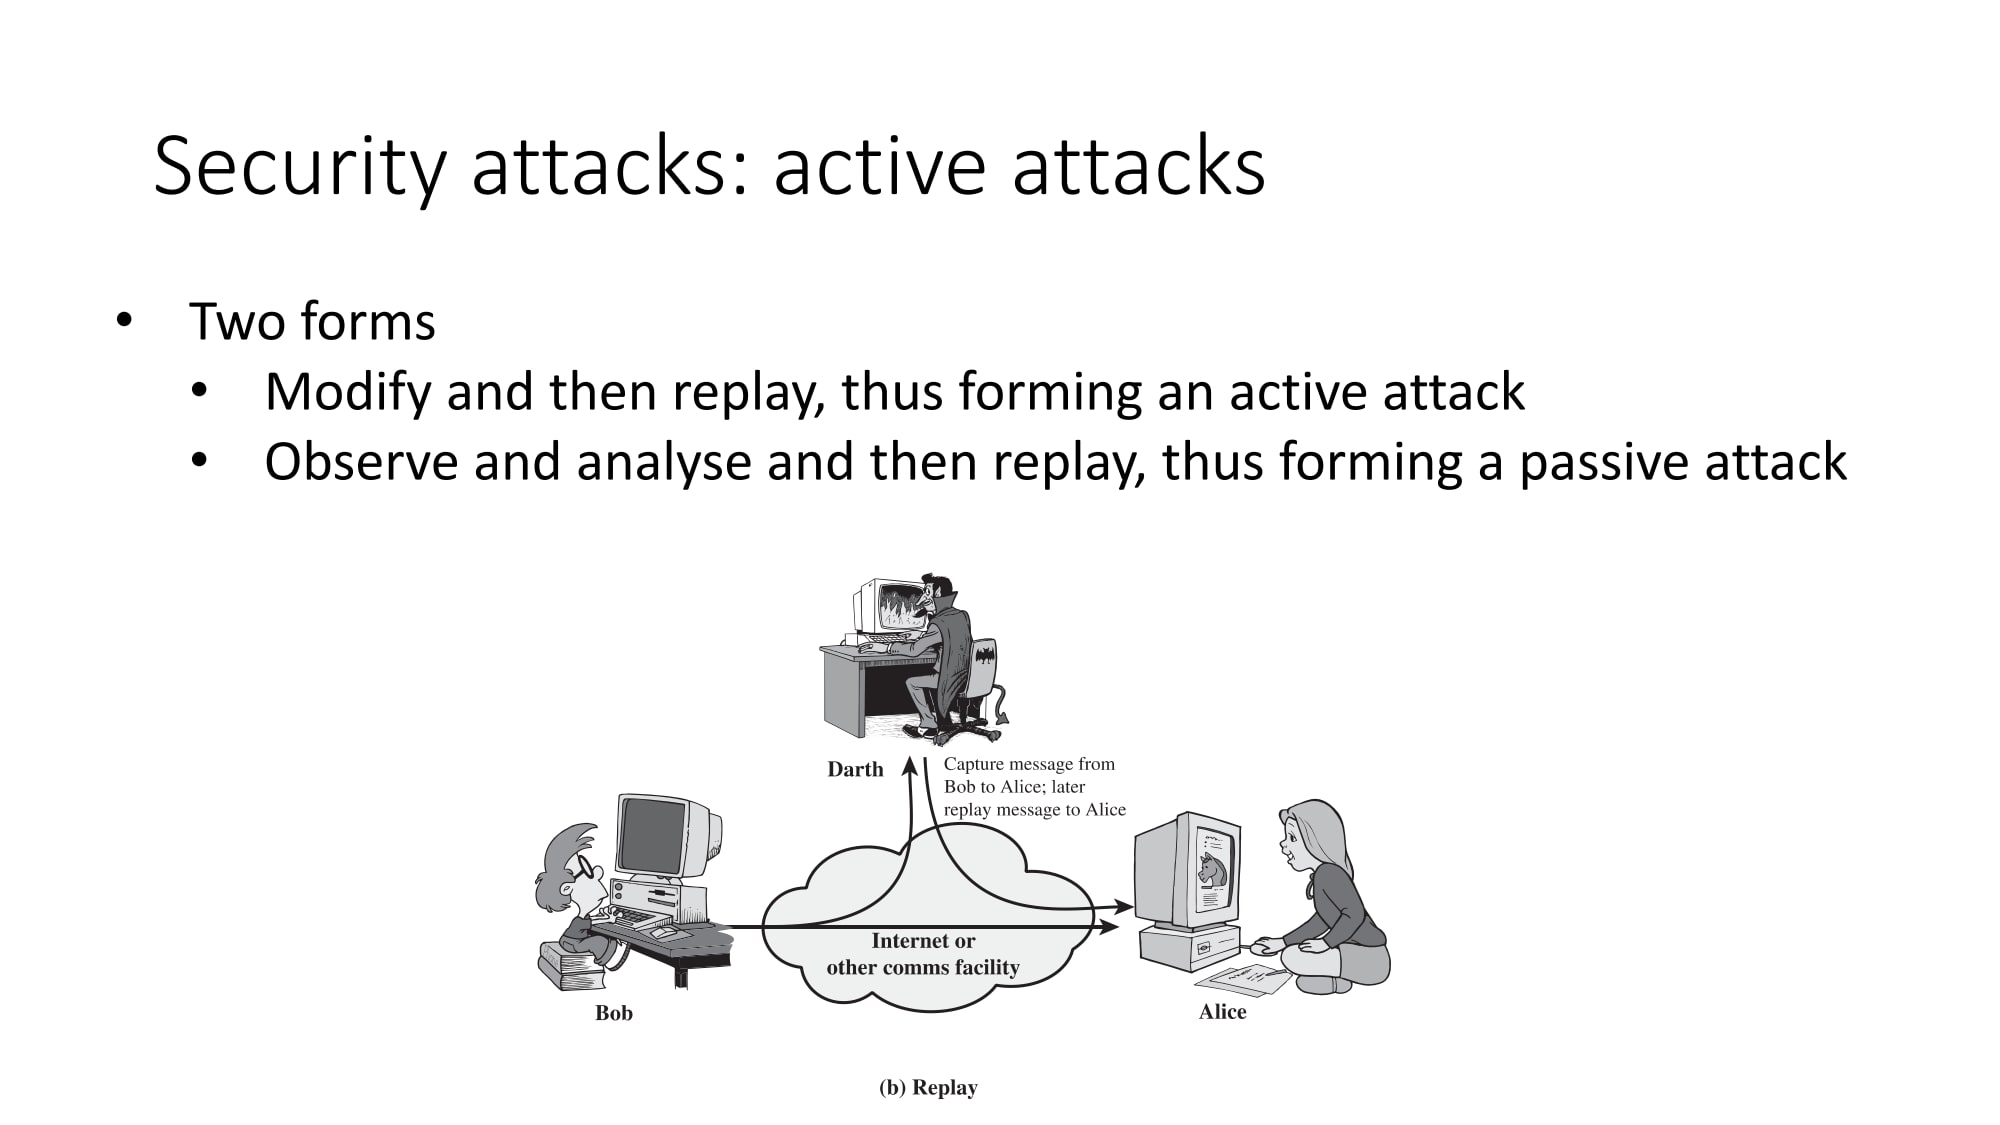 Security attacks: active attacks
• Two forms
• Modify and then replay, thus forming an active attack
• Observe and analyse and then replay, thus forming a passive attack
Darth
Capture message from
Bob to Alice; later
replay message to Alice
Internet or
other comms facility
Bob
Alice
(b) Replay